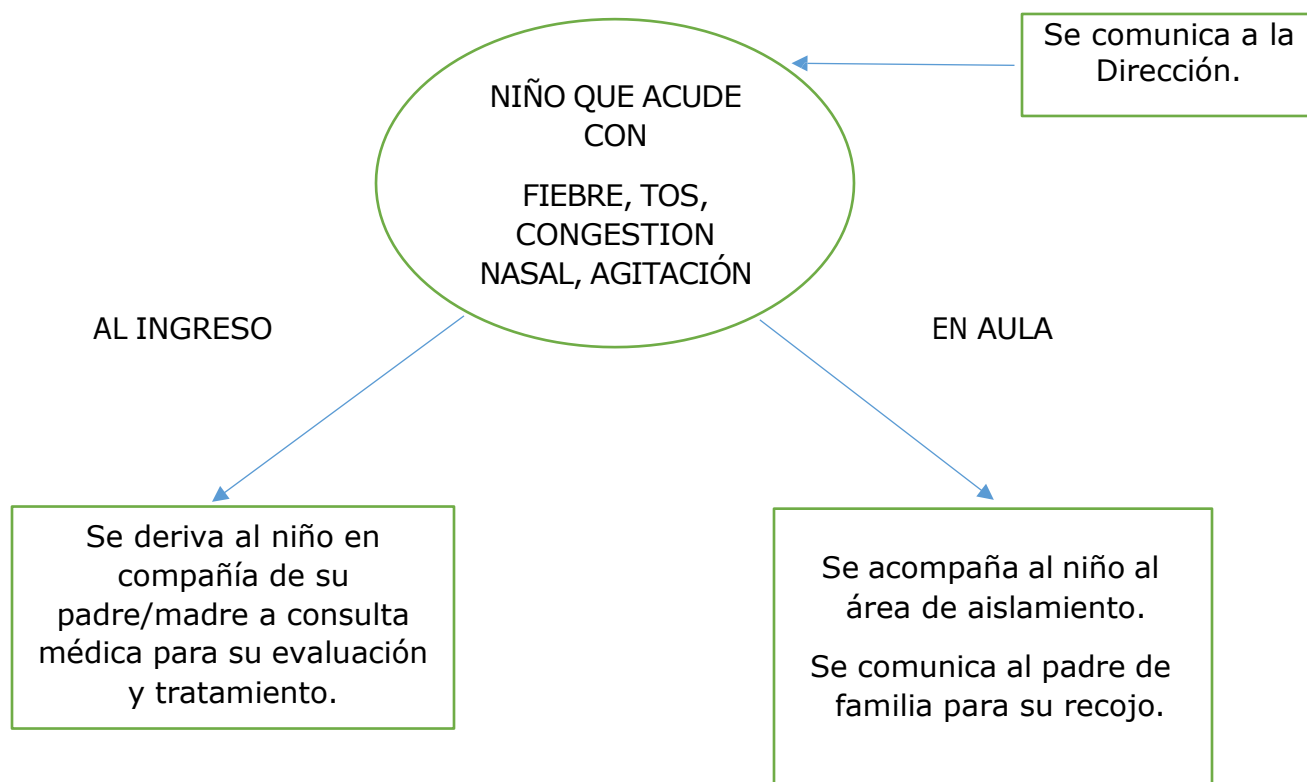 Se comunica a la
Dirección.
NIÑO QUE ACUDE
CON
FIEBRE, TOS,
CONGESTION
NASAL, AGITACIÓN
AL INGRESO
EN AULA
Se deriva al niño en
compañía de su
padre/madre a consulta
médica para su evaluación
y tratamiento.
Se acompaña al niño al
área de aislamiento.
Se comunica al padre de
familia para su recojo.